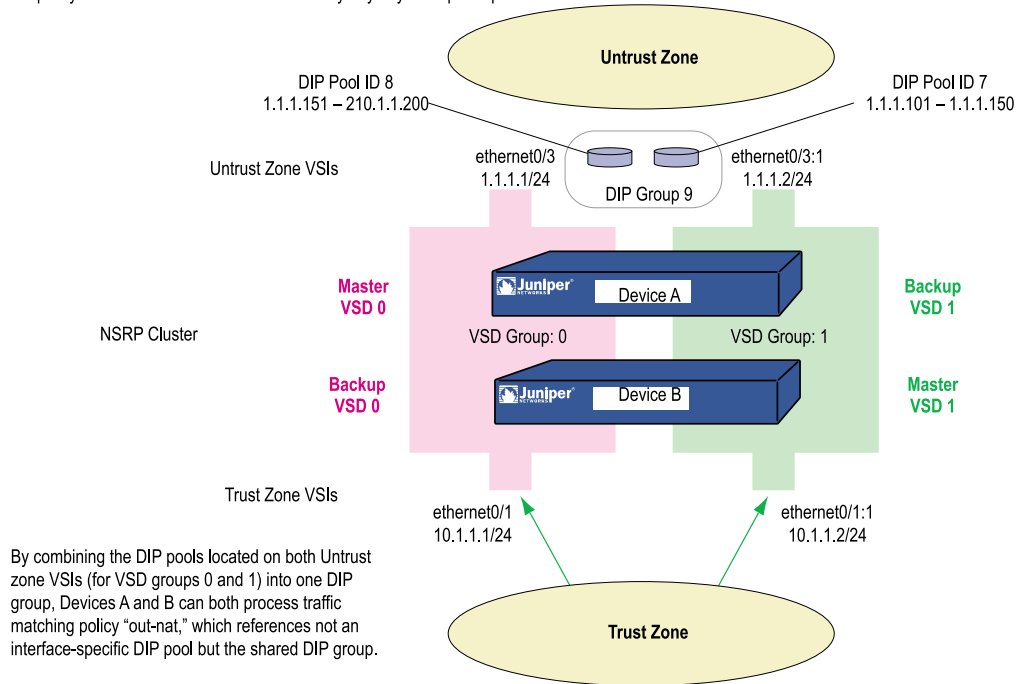 Untrust Zone
DIP Pool ID 8
1.1.1.151 – 210.1.1.200
DIP Pool ID 7
1.1.1.101 – 1.1.1.150
Untrust Zone VSIs
ethernet0/3
1.1.1.1/24
ethernet0/3:1
1.1.1.2/24
DIP Group 9
Master
VSD 0
Juniper
NETWORKS
Device A
Backup
VSD 1
NSRP Cluster
VSD Group: 0
VSD Group: 1
Backup
VSD 0
Juniper
NETWORKS
Device B
Master
VSD 1
Trust Zone VSIs
ethernet0/1
10.1.1.1/24
ethernet0/1:1
10.1.1.2/24
By combining the DIP pools located on both Untrust
zone VSIs (for VSD groups 0 and 1) into one DIP
group, Devices A and B can both process traffic
matching policy “out-nat,” which references not an
interface-specific DIP pool but the shared DIP group.
Trust Zone